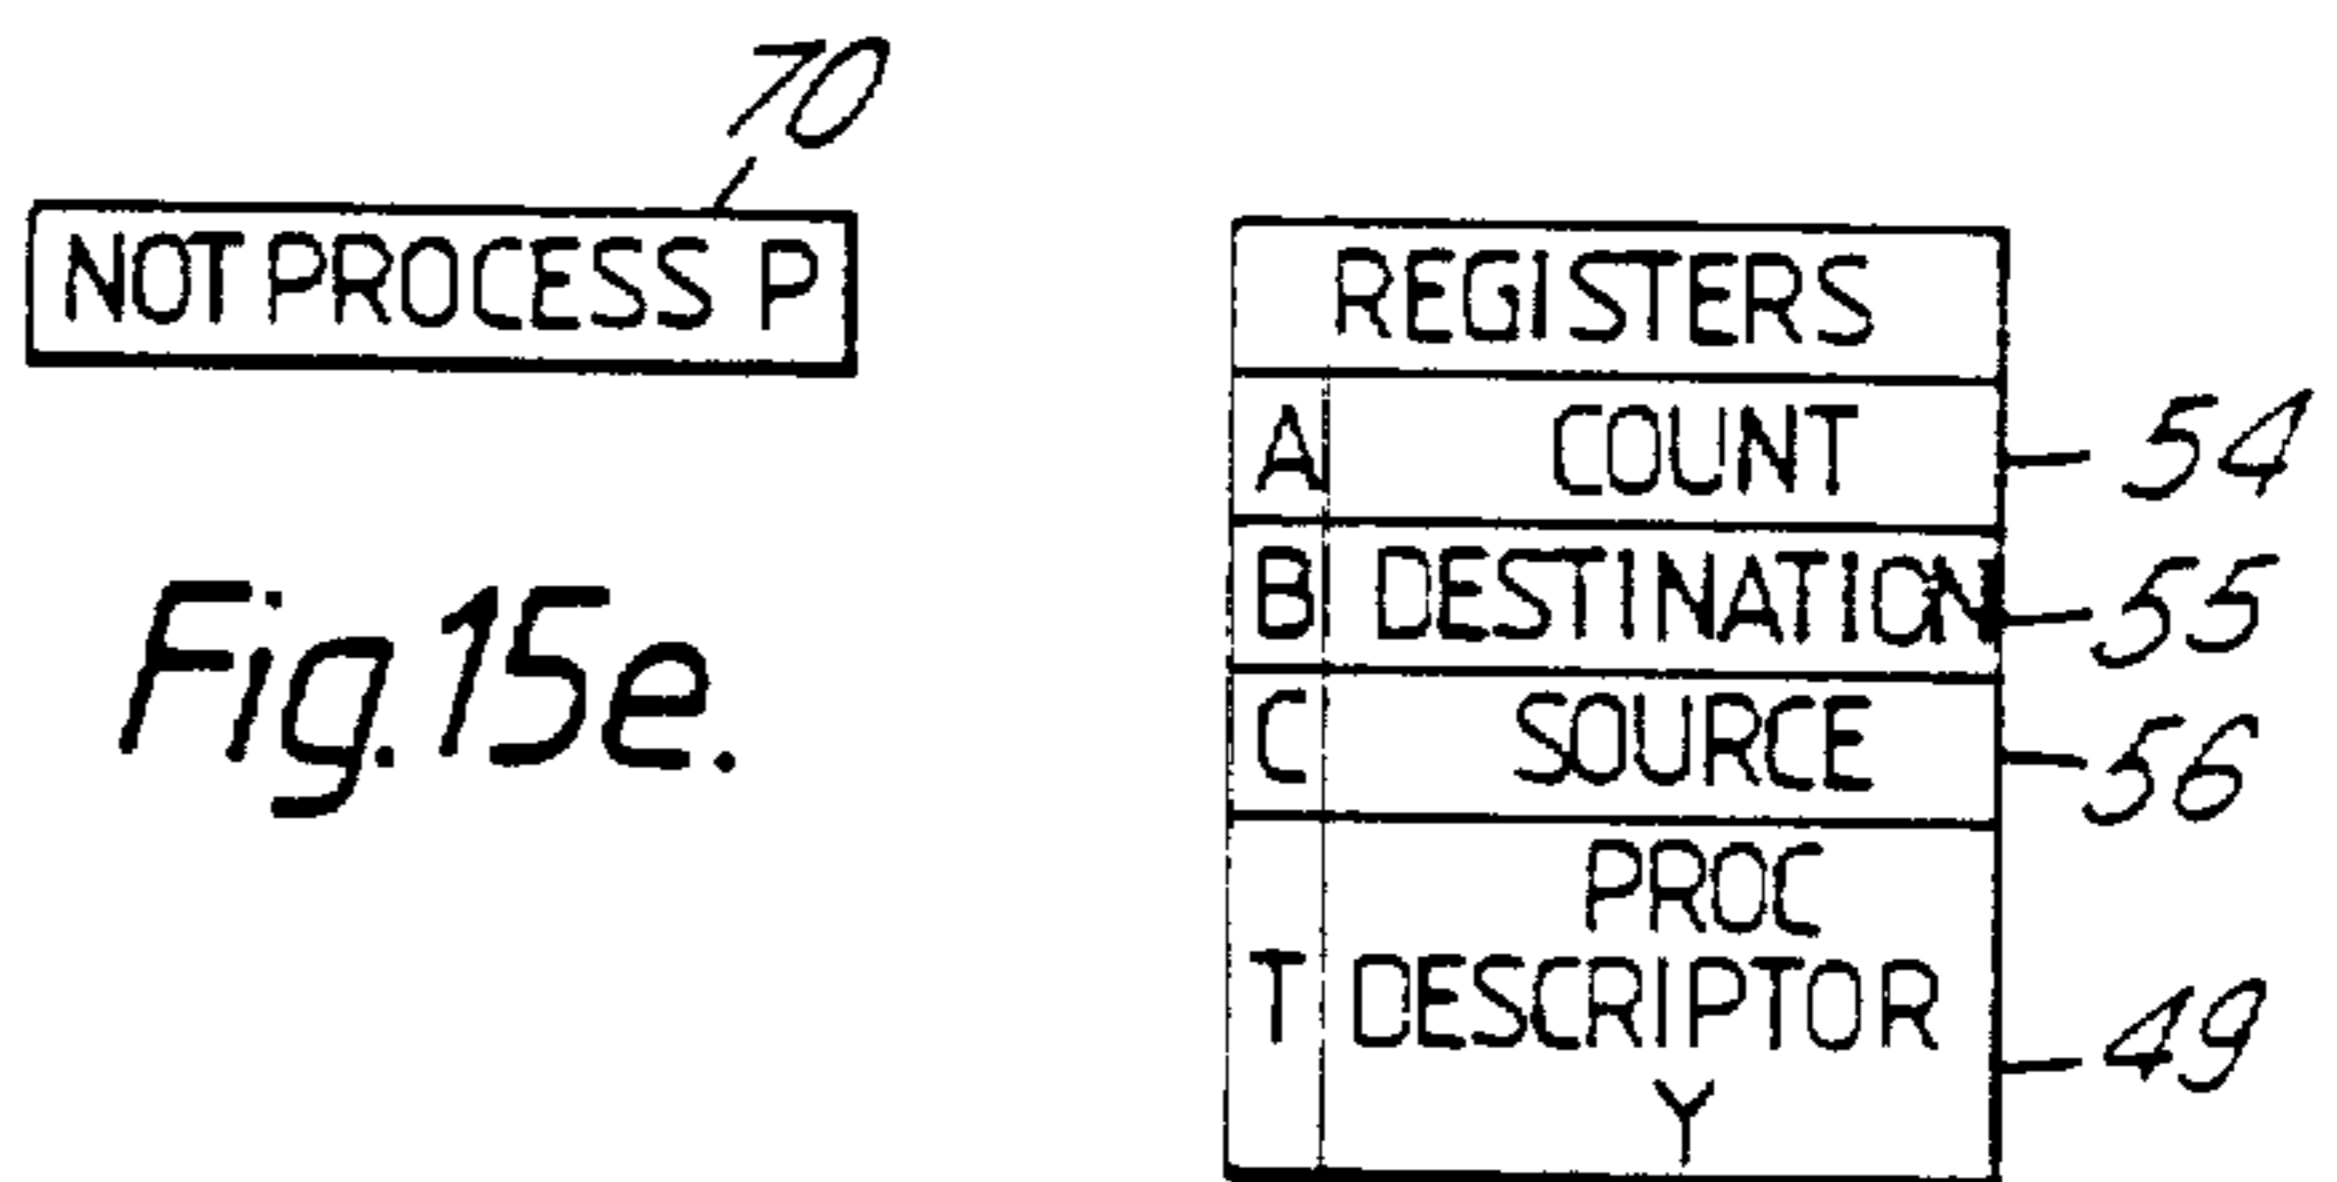 70
NOT PROCESS P
Fig. 15e.
REGISTERS
A COUNT 54
B DESTINATION 55
C SOURCE 56
PROC
T DESCRIPTOR 49
Y